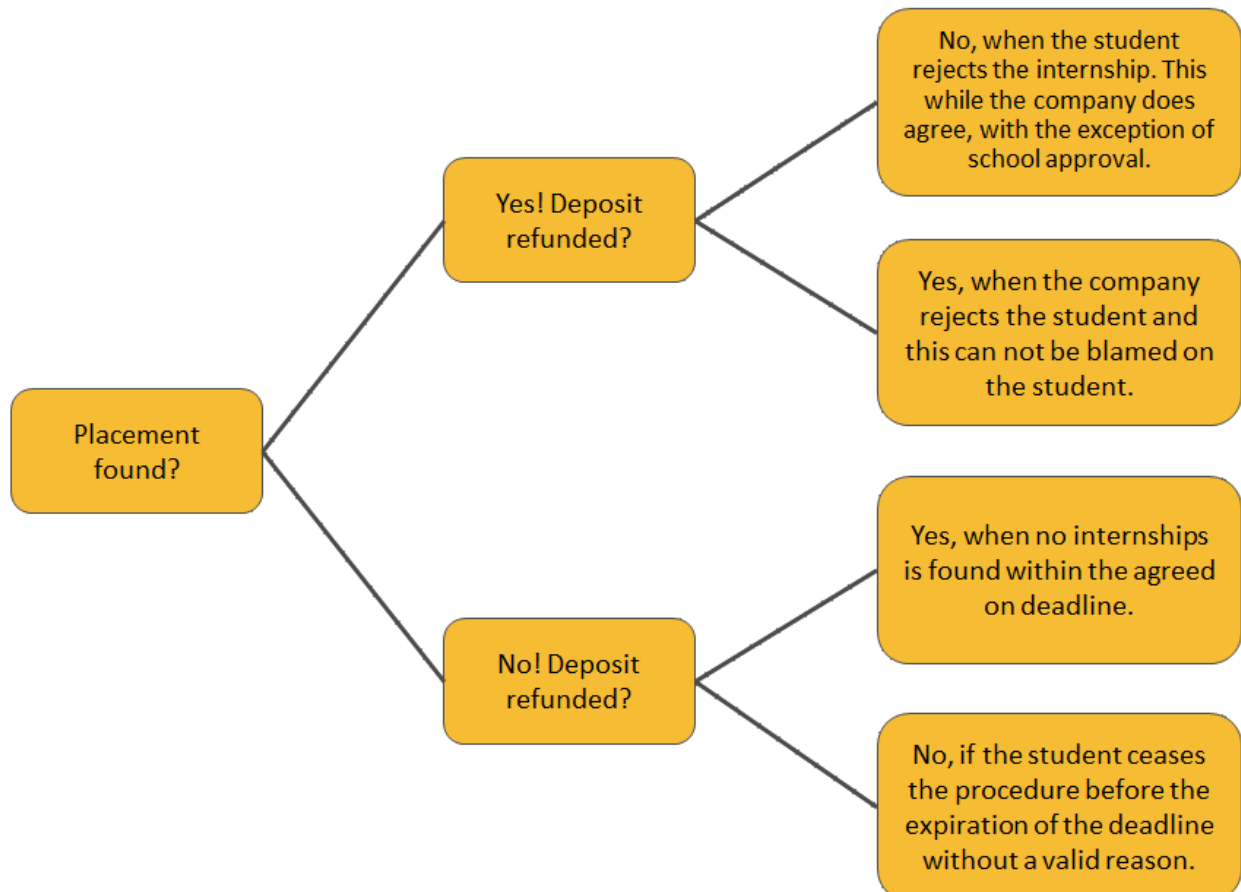 Placement
found?
Yes! Deposit
refunded?
No, when the student
rejects the internship. This
while the company does
agree, with the exception of
school approval.
Yes, when the company
rejects the student and
this can not be blamed on
the student.
No! Deposit
refunded?
Yes, when no internships
is found within the agreed
on deadline.
No, if the student ceases
the procedure before the
expiration of the deadline
without a valid reason.